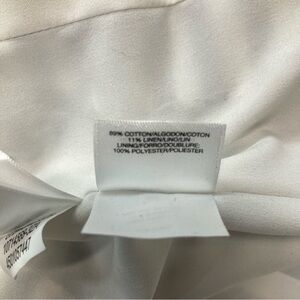 89% COTTON/ALGODON/COTON
11% LINEN/LINO/LIN
LINING/FORRO/DOUBLURE:
100% POLYESTER/POLIESTER